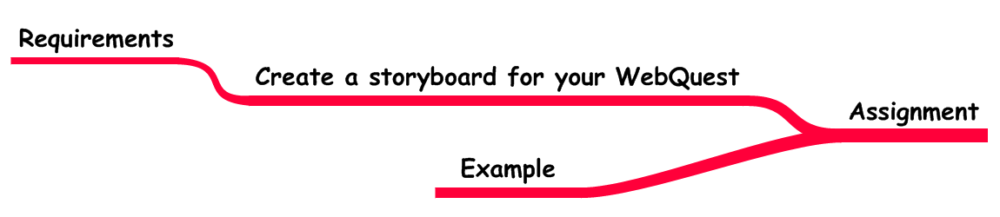 Requirements
Create a storyboard for your WebQuest
Assignment
Example